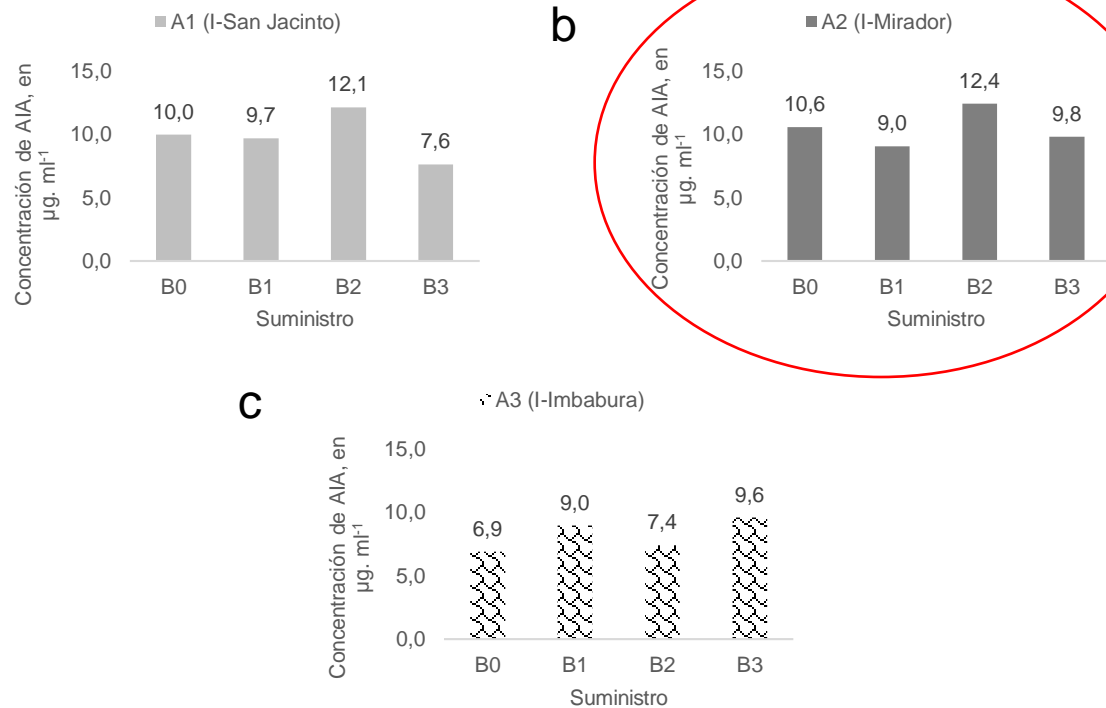 A1 (I-San Jacinto)
Concentración de AIA, en
µg. ml-1
15,0
10,0
5,0
0,0
10,0
9,7
12,1
7,6
B0 B1 B2 B3
Suministro
b
A2 (I-Mirador)
Concentración de AIA, en
µg. ml-1
15,0
10,0
5,0
0,0
10,6
9,0
12,4
9,8
B0 B1 B2 B3
Suministro
c
A3 (I-Imbabura)
Concentración de AIA, en
µg. ml-1
15,0
10,0
5,0
0,0
6,9
9,0
7,4
9,6
B0 B1 B2 B3
Suministro